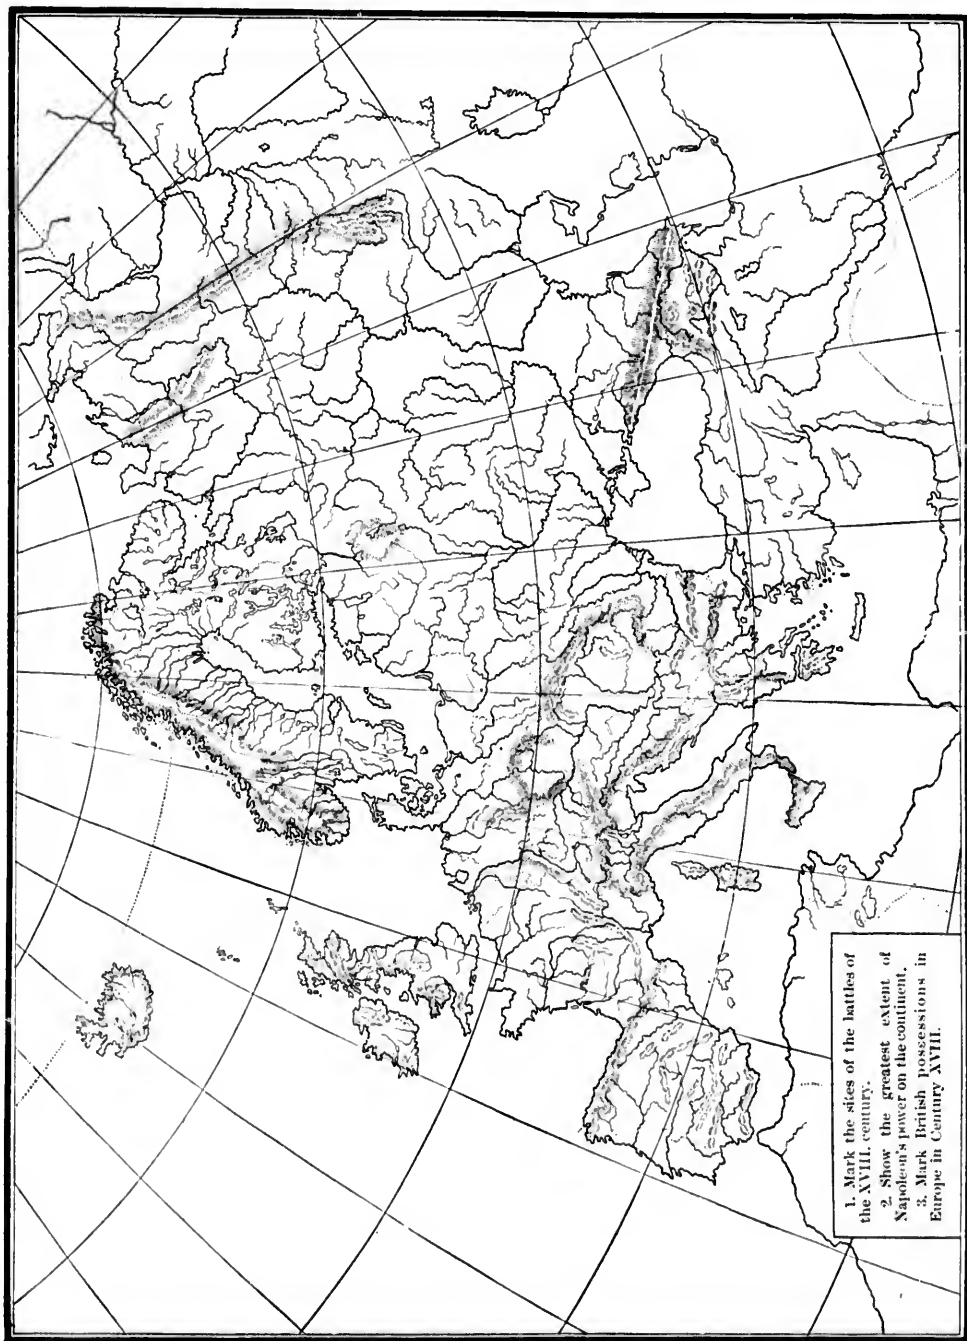 1. Mark the sites of the battles of
the XVIII. century.
2. Show the greatest extent of
Napoleon's power on the continent.
3. Mark British possessions in
Europe in Century XVIII.